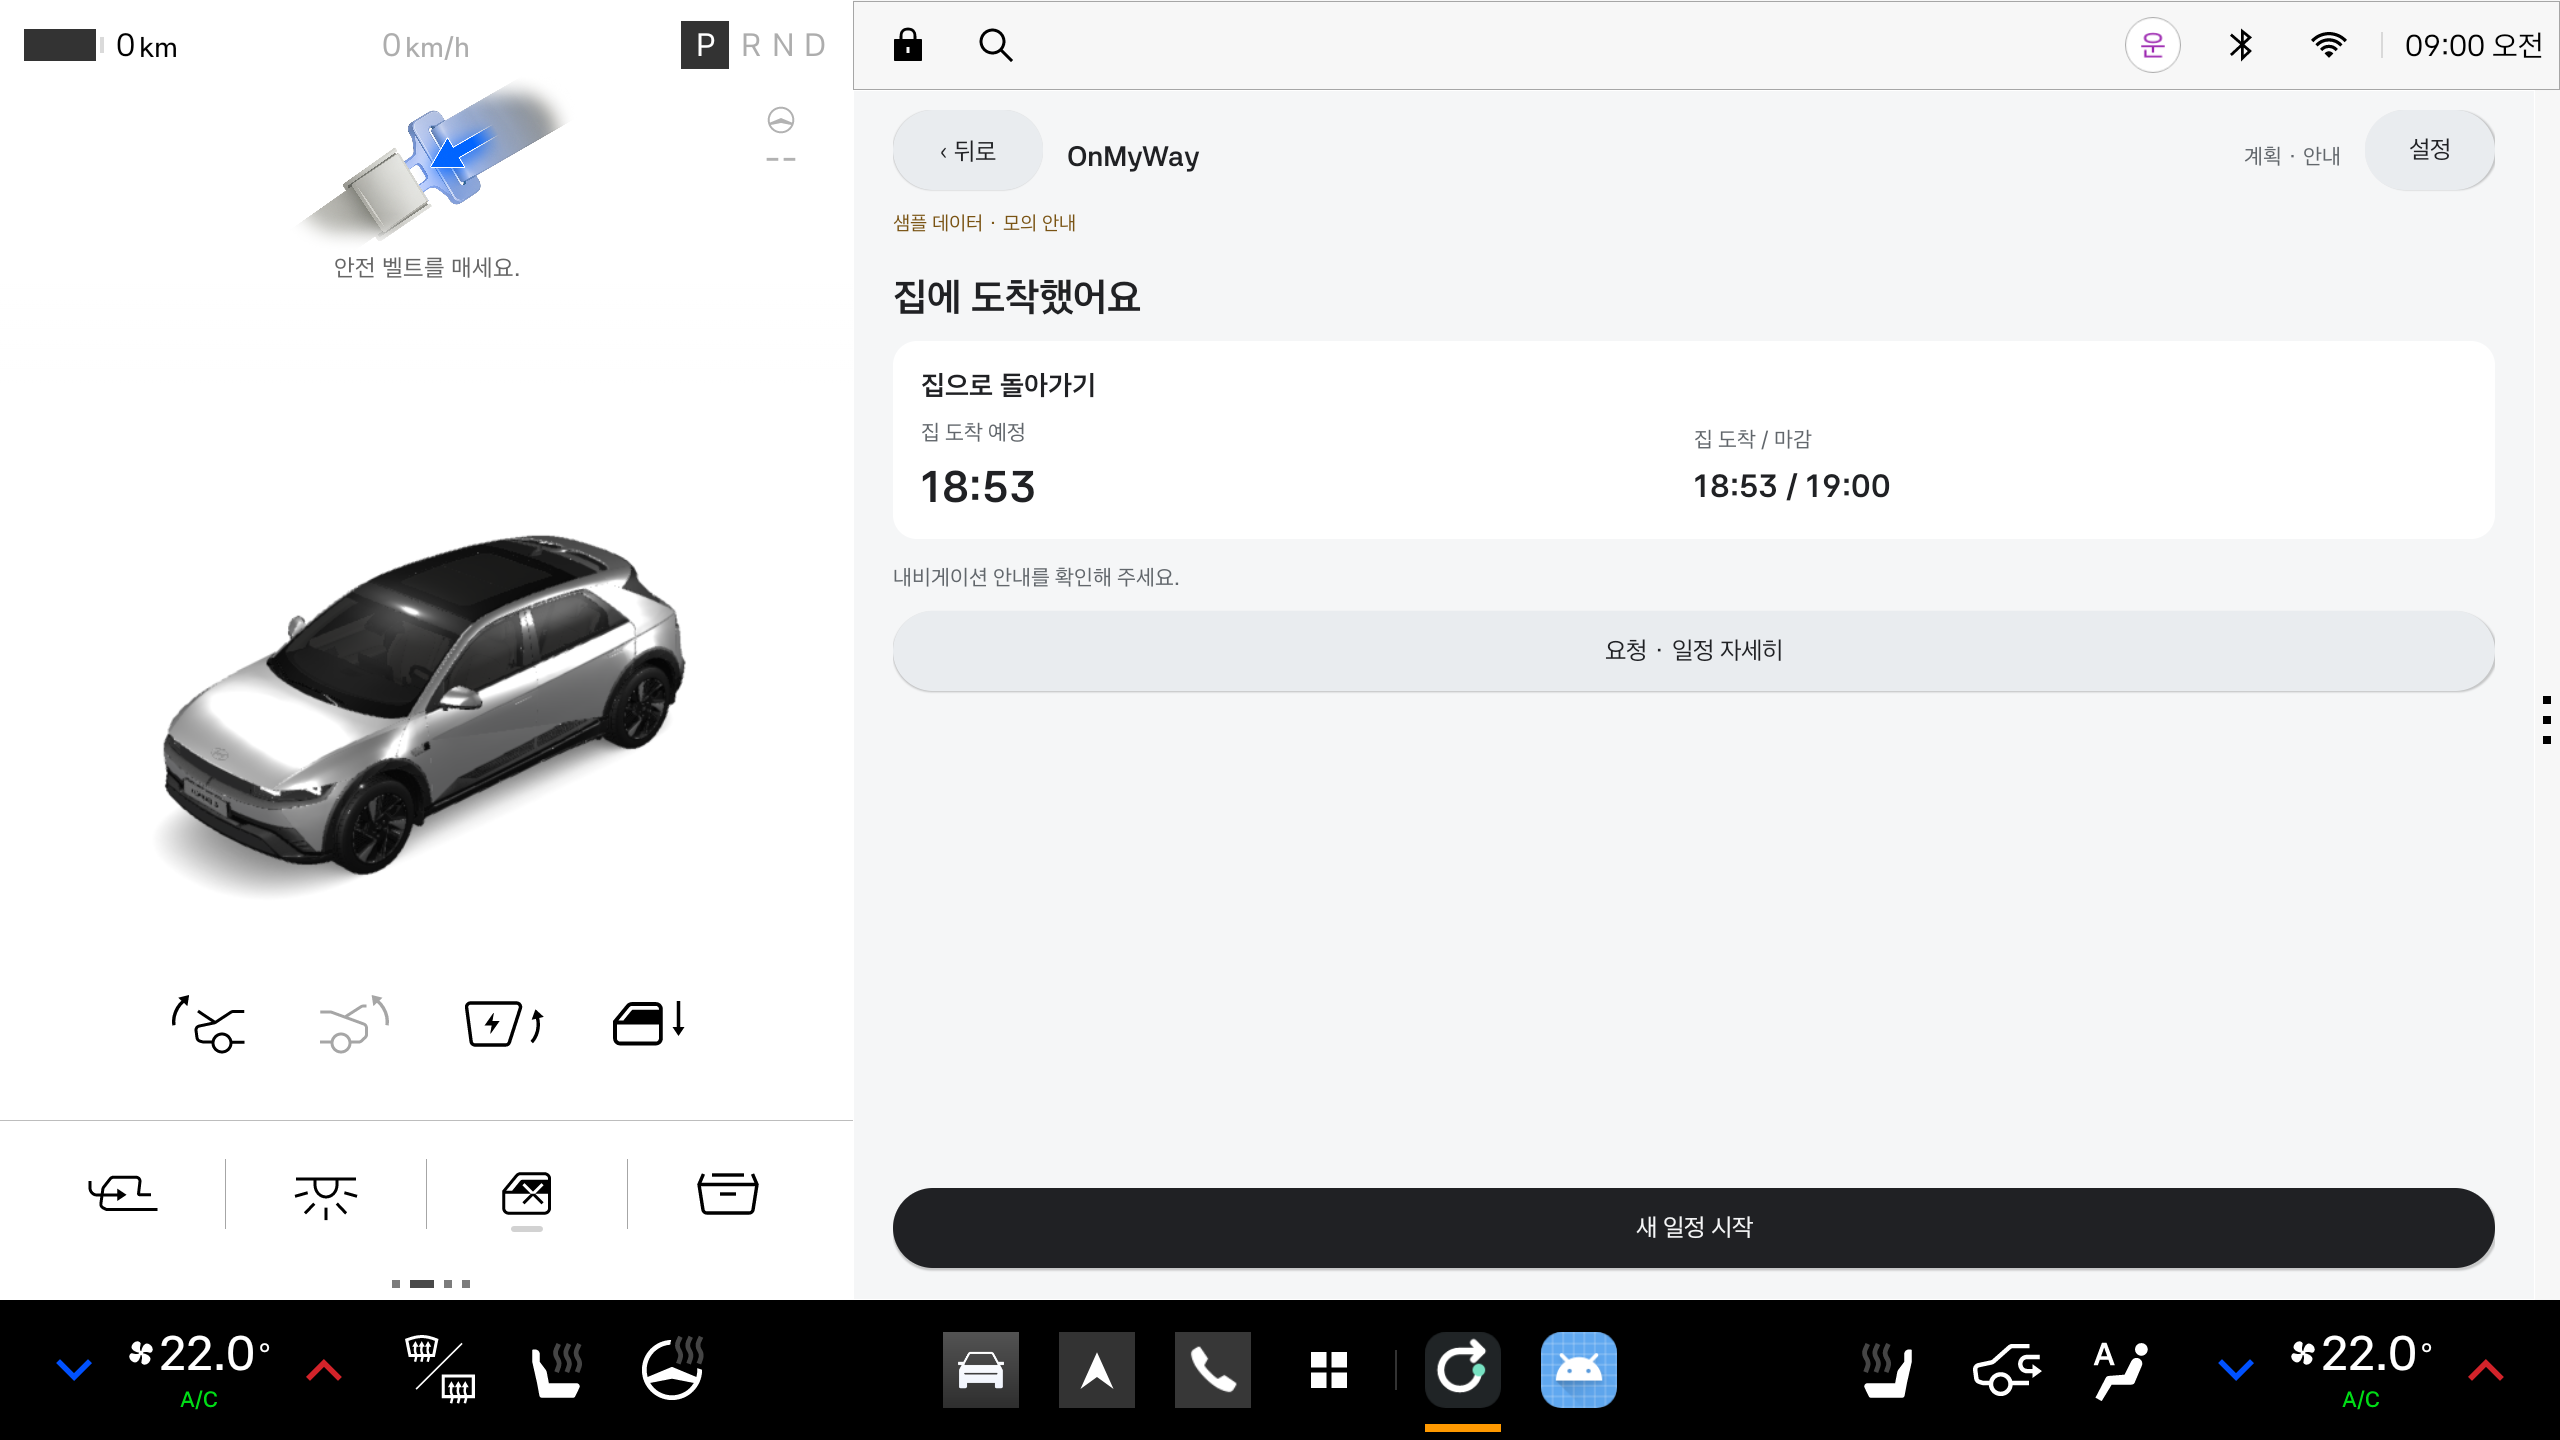 0 km
0 km/h
P R N D
안전 벨트를 매세요.
운
09:00 오전
‹ 뒤로
OnMyWay
계획 · 안내
설정
샘플 데이터 · 모의 안내
집에 도착했어요
집으로 돌아가기
집 도착 예정
18:53
집 도착 / 마감
18:53 / 19:00
내비게이션 안내를 확인해 주세요.
요청 · 일정 자세히
새 일정 시작
22.0°
A/C
A
22.0°
A/C